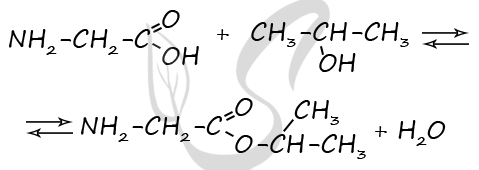 NH₂–CH₂–C(=O)–OH + CH₃–CH(OH)–CH₃ ⇌
⇌ NH₂–CH₂–C(=O)–O–CH(CH₃)–CH₃ + H₂O